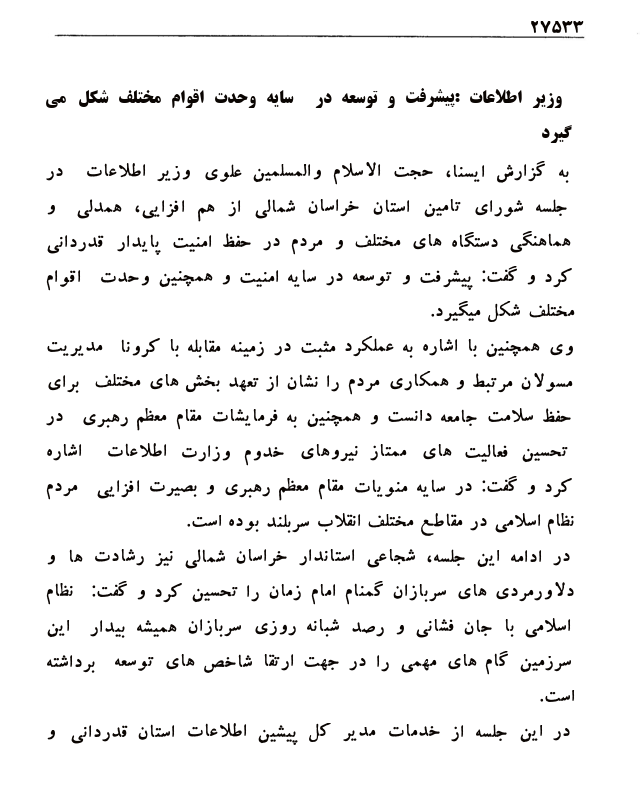 ۲۷۵۳۳
وزیر اطلاعات :پیشرفت و توسعه در سایه وحدت اقوام مختلف شکل می
گیرد
به گزارش ایسنا، حجت الاسلام والمسلمین علوی وزیر اطلاعات در
جلسه شورای تامین استان خراسان شمالی از هم افزایی، همدلی و
هماهنگی دستگاه های مختلف و مردم در حفظ امنیت پایدار قدردانی
کرد و گفت: پیشرفت و توسعه در سایه امنیت و همچنین وحدت اقوام
مختلف شکل میگیرد.
وی همچنین با اشاره به عملکرد مثبت در زمینه مقابله با کرونا مدیریت
مسولان مرتبط و همکاری مردم را نشان از تعهد بخش های مختلف برای
حفظ سلامت جامعه دانست و همچنین به فرمایشات مقام معظم رهبری در
تحسین فعالیت های ممتاز نیروهای خدوم وزارت اطلاعات اشاره
کرد و گفت: در سایه منویات مقام معظم رهبری و بصیرت افزایی مردم
نظام اسلامی در مقاطع مختلف انقلاب سربلند بوده است.
در ادامه این جلسه، شجاعی استاندار خراسان شمالی نیز رشادت ها و
دلاورمردی های سربازان گمنام امام زمان را تحسین کرد و گفت: نظام
اسلامی با جان فشانی و رصد شبانه روزی سربازان همیشه بیدار این
سرزمین گام های مهمی را در جهت ارتقا شاخص های توسعه برداشته
است.
در این جلسه از خدمات مدیر کل پیشین اطلاعات استان قدردانی و